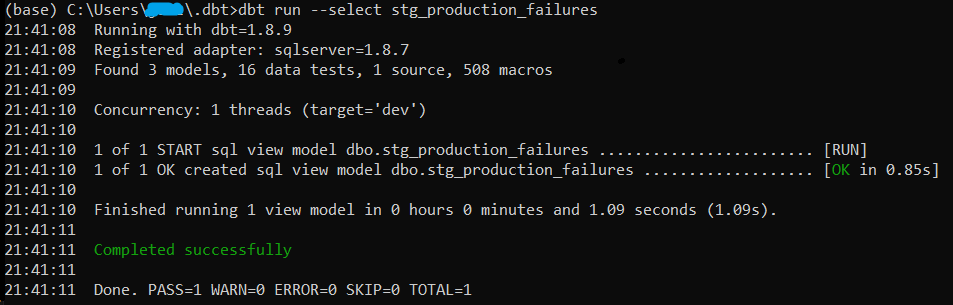 (base) C:\Users\ \.dbt>dbt run --select stg_production_failures
21:41:08  Running with dbt=1.8.9
21:41:08  Registered adapter: sqlserver=1.8.7
21:41:09  Found 3 models, 16 data tests, 1 source, 508 macros
21:41:09
21:41:10  Concurrency: 1 threads (target='dev')
21:41:10
21:41:10  1 of 1 START sql view model dbo.stg_production_failures ........................ [RUN]
21:41:10  1 of 1 OK created sql view model dbo.stg_production_failures ................... [OK in 0.85s]
21:41:10
21:41:10  Finished running 1 view model in 0 hours 0 minutes and 1.09 seconds (1.09s).
21:41:11
21:41:11  Completed successfully
21:41:11
21:41:11  Done. PASS=1 WARN=0 ERROR=0 SKIP=0 TOTAL=1